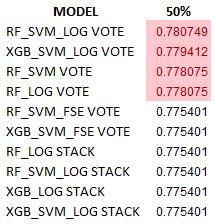 MODEL 50%
RF_SVM_LOG VOTE 0.780749
XGB_SVM_LOG VOTE 0.779412
RF_SVM VOTE 0.778075
RF_LOG VOTE 0.778075
RF_SVM_FSE VOTE 0.775401
XGB_SVM_FSE VOTE 0.775401
RF_LOG STACK 0.775401
RF_SVM_LOG STACK 0.775401
XGB_LOG STACK 0.775401
XGB_SVM_LOG STACK 0.775401